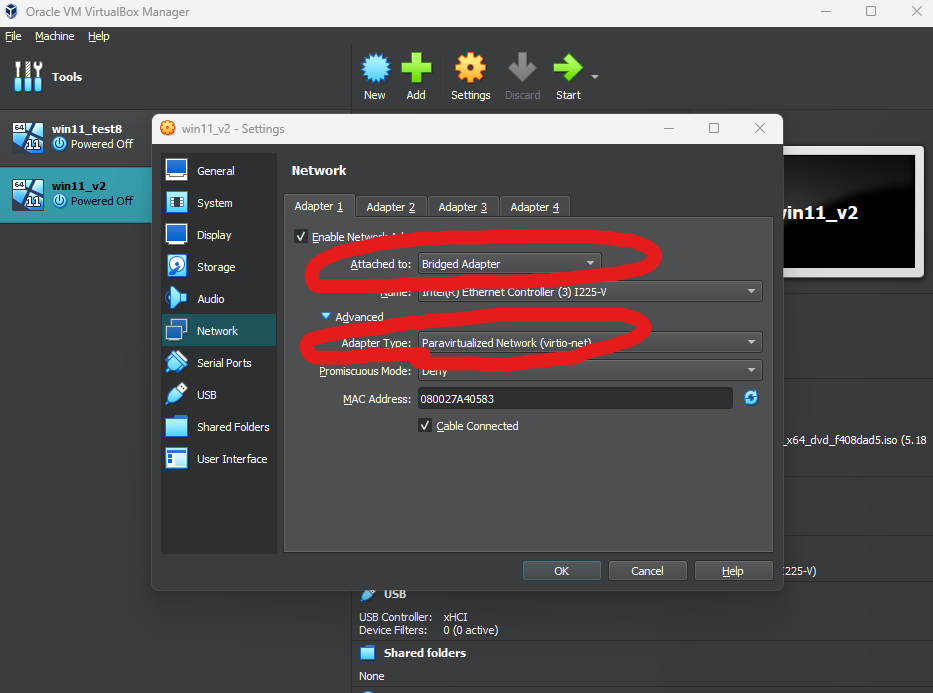 Oracle VM VirtualBox Manager
File Machine Help
Tools
New Add Settings Discard Start
win11_test8
Powered Off
win11_v2
Powered Off
64
11
64
11
win11_v2 - Settings
General
System
Display
Storage
Audio
Network
Serial Ports
USB
Shared Folders
User Interface
Network
Adapter 1 Adapter 2 Adapter 3 Adapter 4
Enable Network
Attached to: Bridged Adapter
Name: Intel(R) Ethernet Controller (3) I225-V
Advanced
Adapter Type: Paravirtualized Network (virtio-net)
Promiscuous Mode: Deny
MAC Address: 080027A40583
Cable Connected
OK Cancel Help
win11_v2
_x64_dvd_f408dad5.iso (5.18
I225-V)
USB
USB Controller: xHCI
Device Filters: 0 (0 active)
Shared folders
None